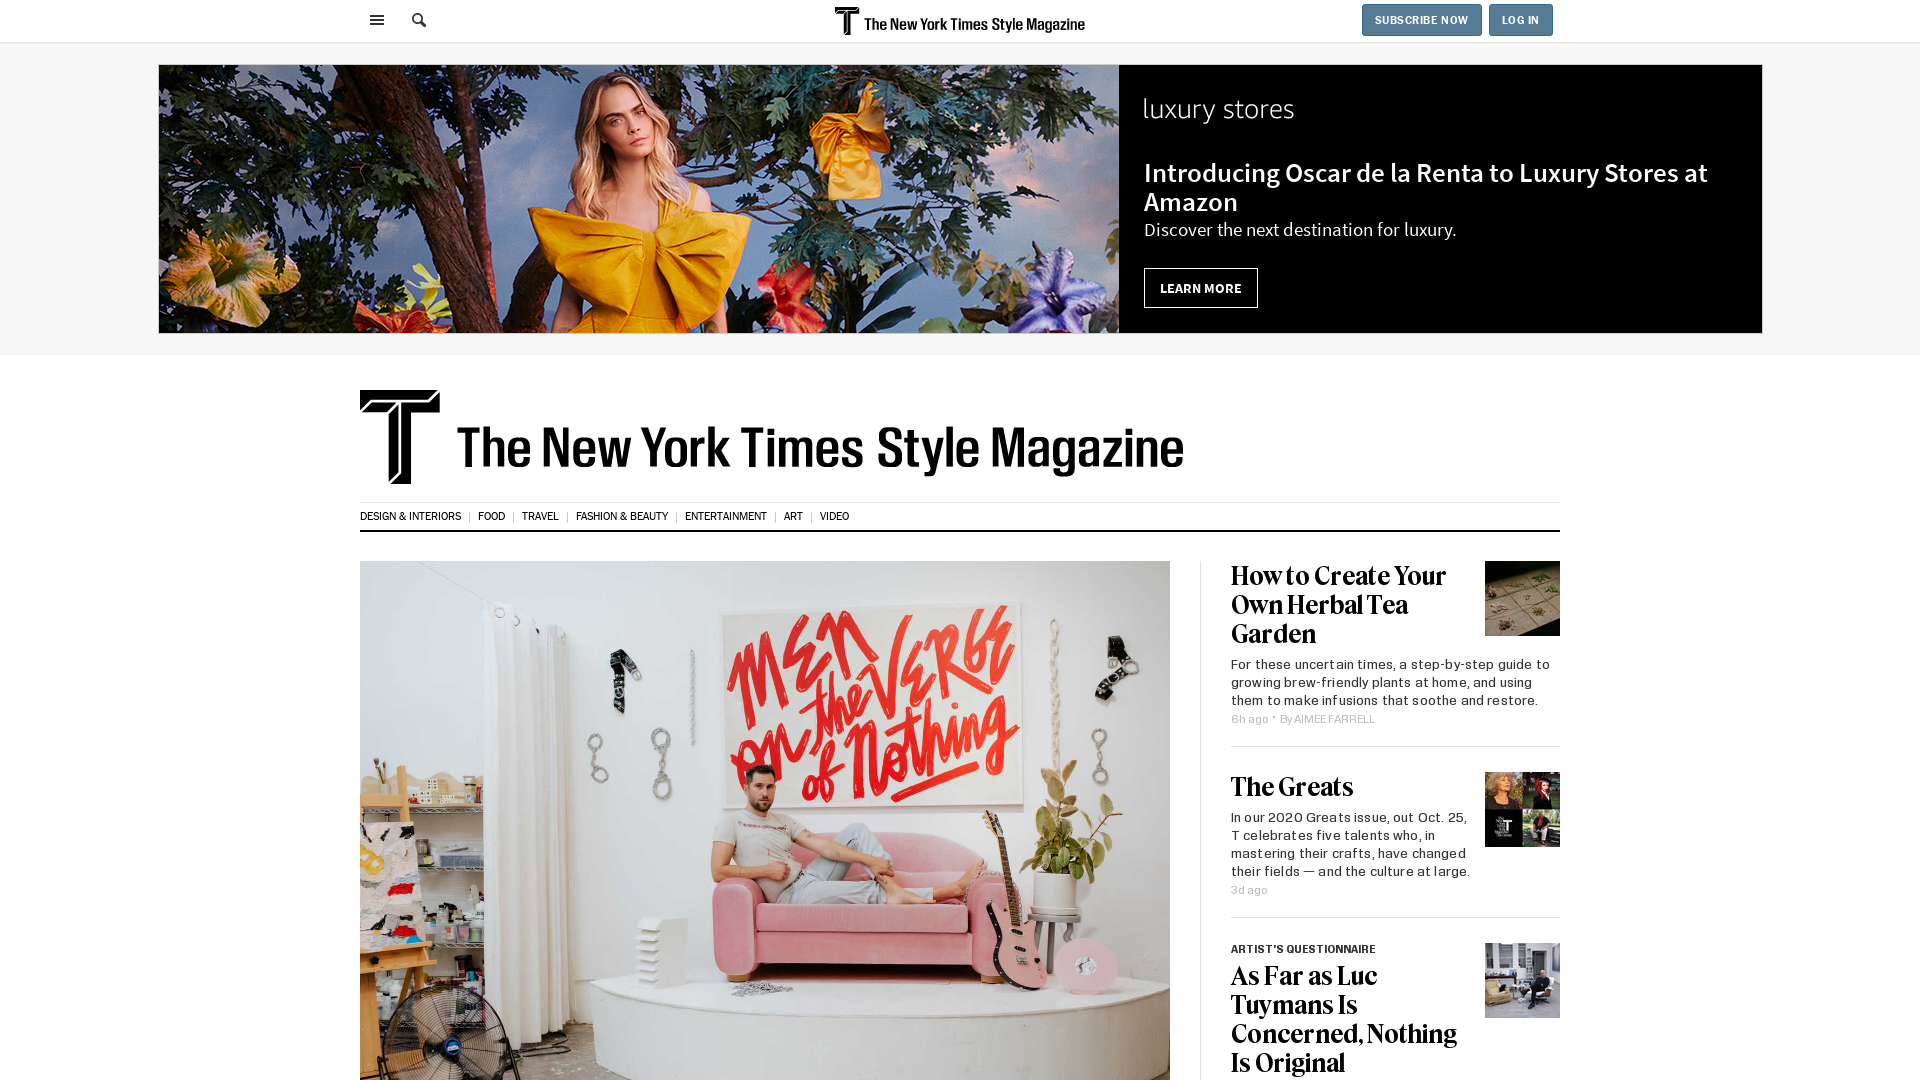 The New York Times Style Magazine
SUBSCRIBE NOW
LOG IN
luxury stores
Introducing Oscar de la Renta to Luxury Stores at
Amazon
Discover the next destination for luxury.
LEARN MORE
T The New York Times Style Magazine
DESIGN & INTERIORS
FOOD
TRAVEL
FASHION & BEAUTY
ENTERTAINMENT
ART
VIDEO
MEN
on the VERGE
of Nothing
How to Create Your
Own Herbal Tea
Garden
For these uncertain times, a step-by-step guide to
growing brew-friendly plants at home, and using
them to make infusions that soothe and restore.
6h ago · By AIMEE FARRELL
The Greats
In our 2020 Greats issue, out Oct. 25,
T celebrates five talents who, in
mastering their crafts, have changed
their fields — and the culture at large.
3d ago
ARTIST'S QUESTIONNAIRE
As Far as Luc
Tuymans Is
Concerned, Nothing
Is Original